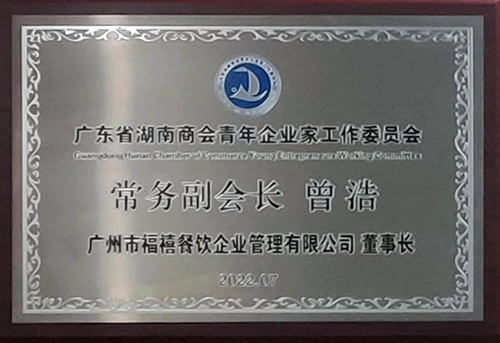 广东省湖南商会青年企业家工作委员会
Guangdong Hunan Chamber of Commerce Young Entrepreneurs Working Committee
常务副会长 曾浩
广州市福禧餐饮企业管理有限公司 董事长
2022.07